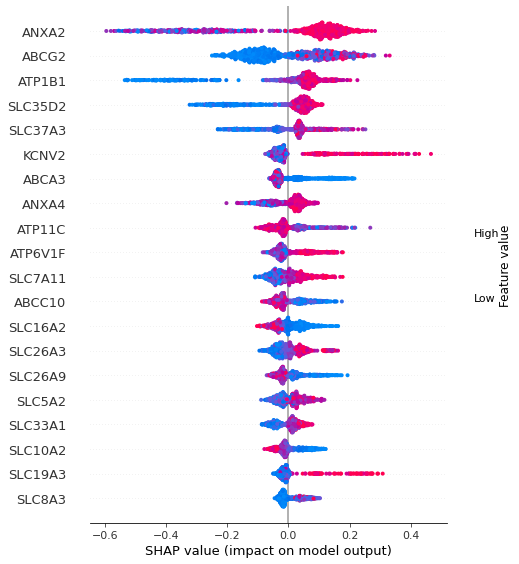 ANXA2
ABCG2
ATP1B1
SLC35D2
SLC37A3
KCNV2
ABCA3
ANXA4
ATP11C
ATP6V1F
SLC7A11
ABCC10
SLC16A2
SLC26A3
SLC26A9
SLC5A2
SLC33A1
SLC10A2
SLC19A3
SLC8A3
−0.6 −0.4 −0.2 0.0 0.2 0.4
SHAP value (impact on model output)
High
Low
Feature value